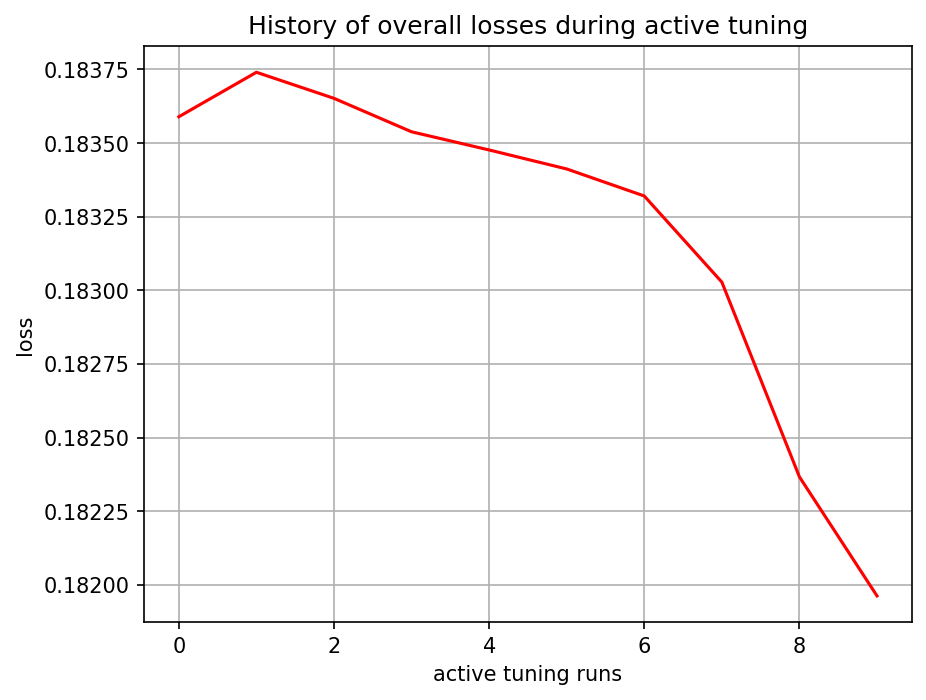 History of overall losses during active tuning
0.18375
0.18350
0.18325
0.18300
0.18275
0.18250
0.18225
0.18200
loss
0 2 4 6 8
active tuning runs